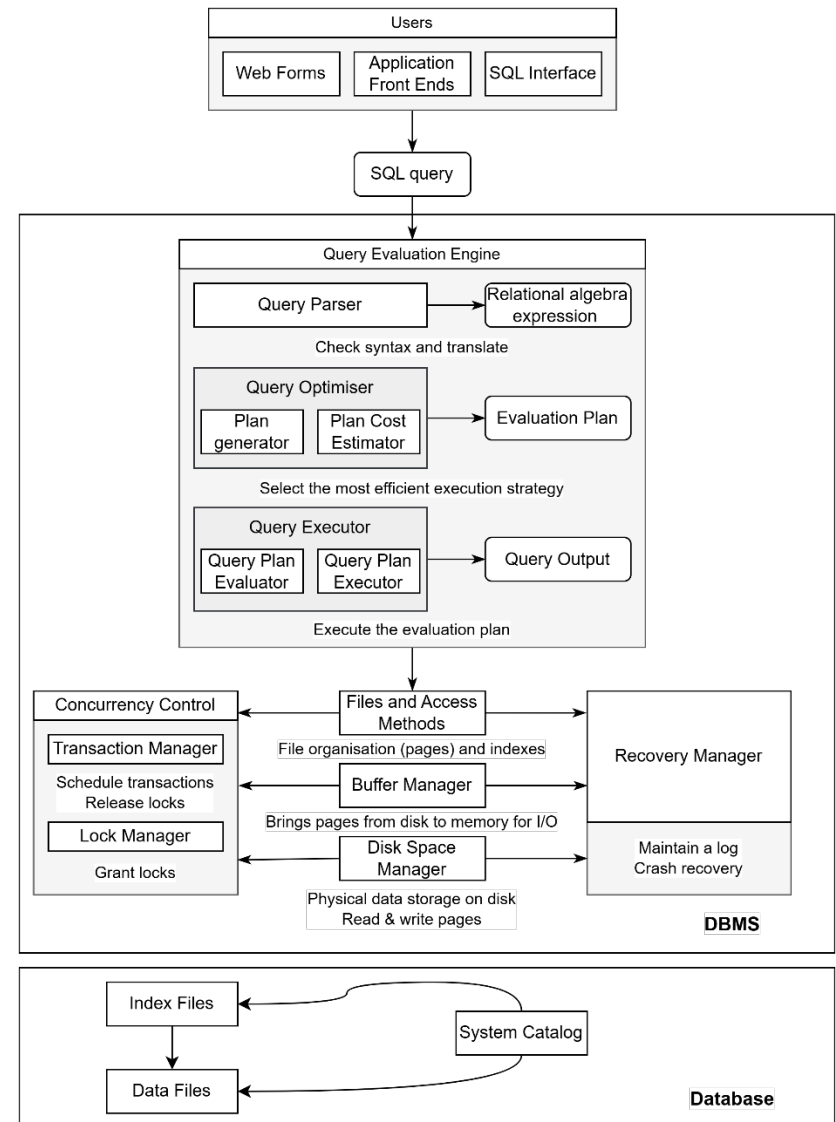 Users
Web Forms
Application
Front Ends
SQL Interface
SQL query
Query Evaluation Engine
Query Parser
Relational algebra
expression
Check syntax and translate
Query Optimiser
Plan
generator
Plan Cost
Estimator
Evaluation Plan
Select the most efficient execution strategy
Query Executor
Query Plan
Evaluator
Query Plan
Executor
Query Output
Execute the evaluation plan
Concurrency Control
Transaction Manager
Schedule transactions
Release locks
Lock Manager
Grant locks
Files and Access
Methods
File organisation (pages) and indexes
Buffer Manager
Brings pages from disk to memory for I/O
Disk Space
Manager
Physical data storage on disk
Read & write pages
Recovery Manager
Maintain a log
Crash recovery
DBMS
Index Files
System Catalog
Data Files
Database